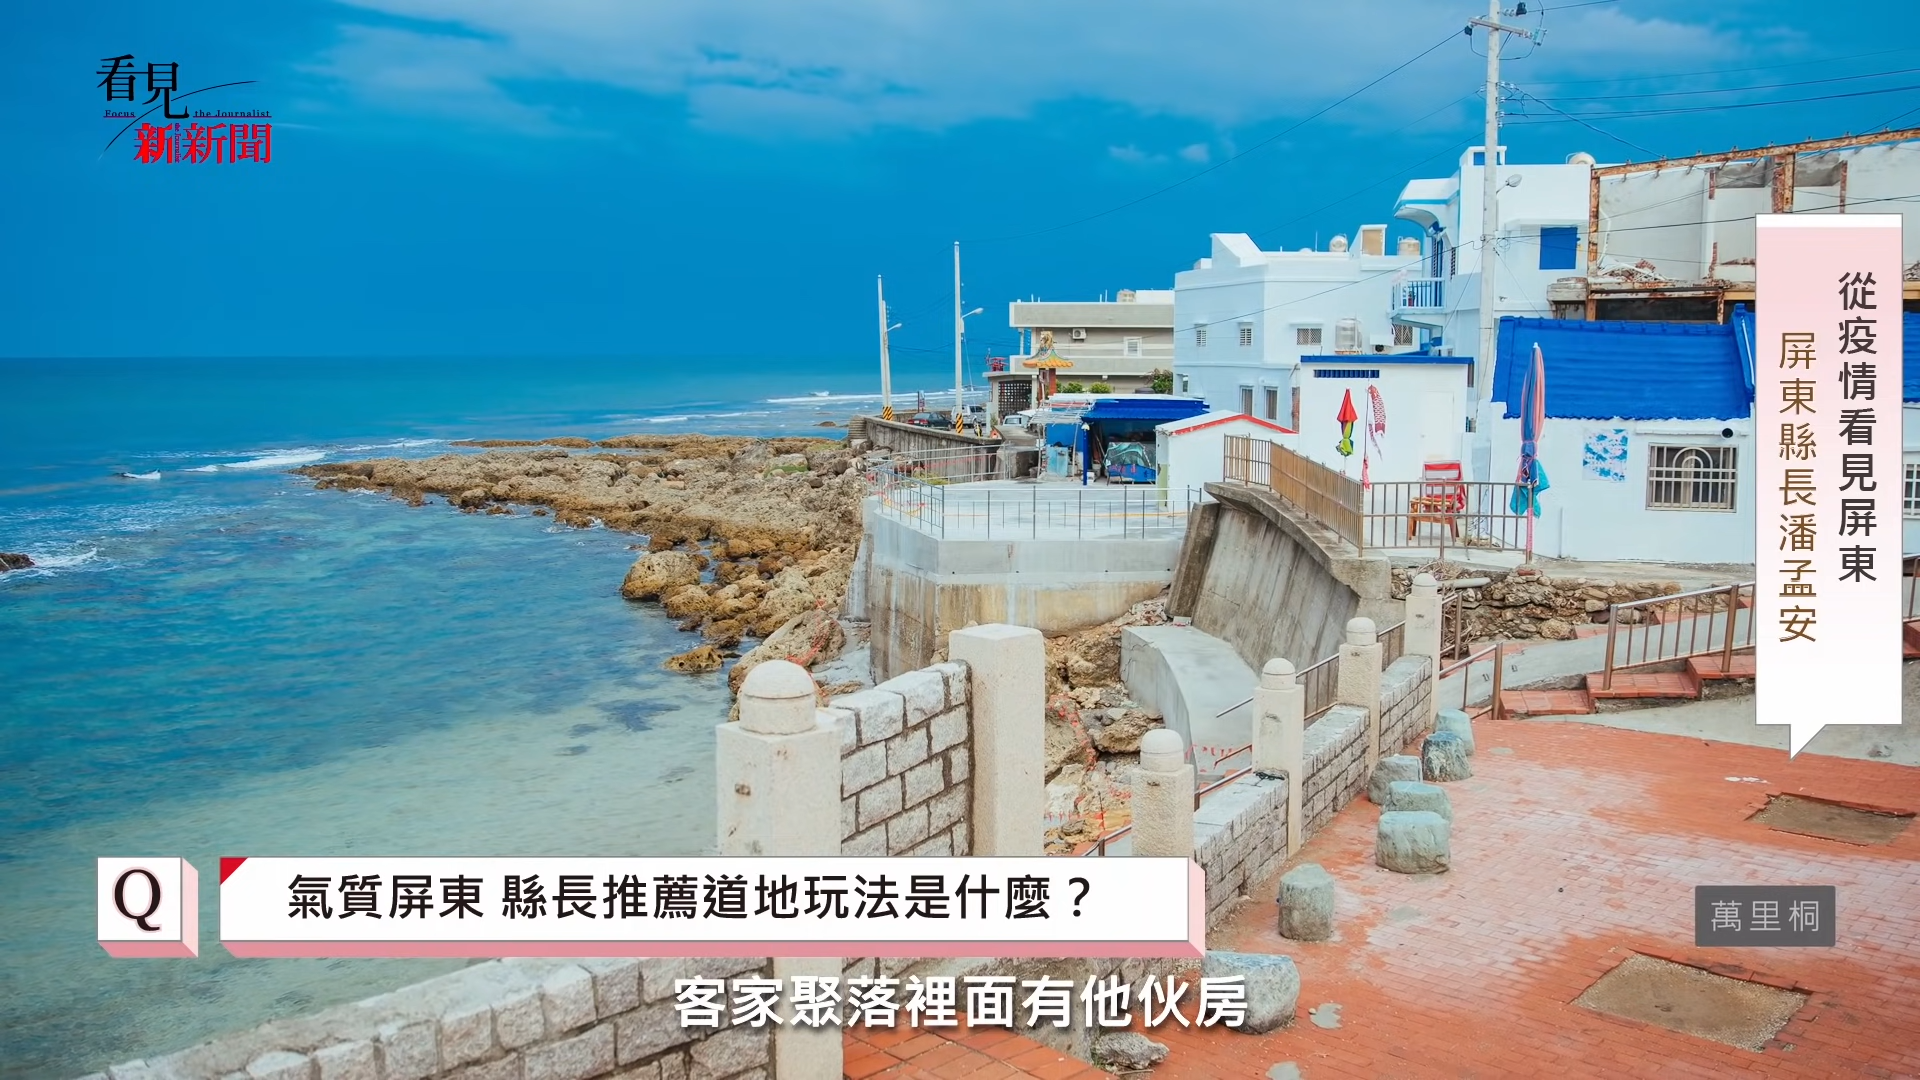 看見
Focus the Journalist
新新聞
從疫情看見屏東
屏東縣長潘孟安
Q
氣質屏東 縣長推薦道地玩法是什麼？
萬里桐
客家聚落裡面有他伙房